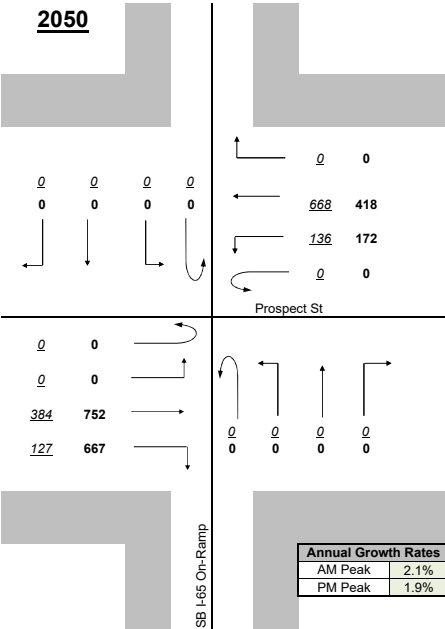 2050
0 0
668 418
136 172
0 0
0 0 0 0
0 0 0 0
Prospect St
0 0
0 0
384 752
127 667
0 0 0 0
0 0 0 0
SB I-65 On-Ramp
Annual Growth Rates
AM Peak 2.1%
PM Peak 1.9%